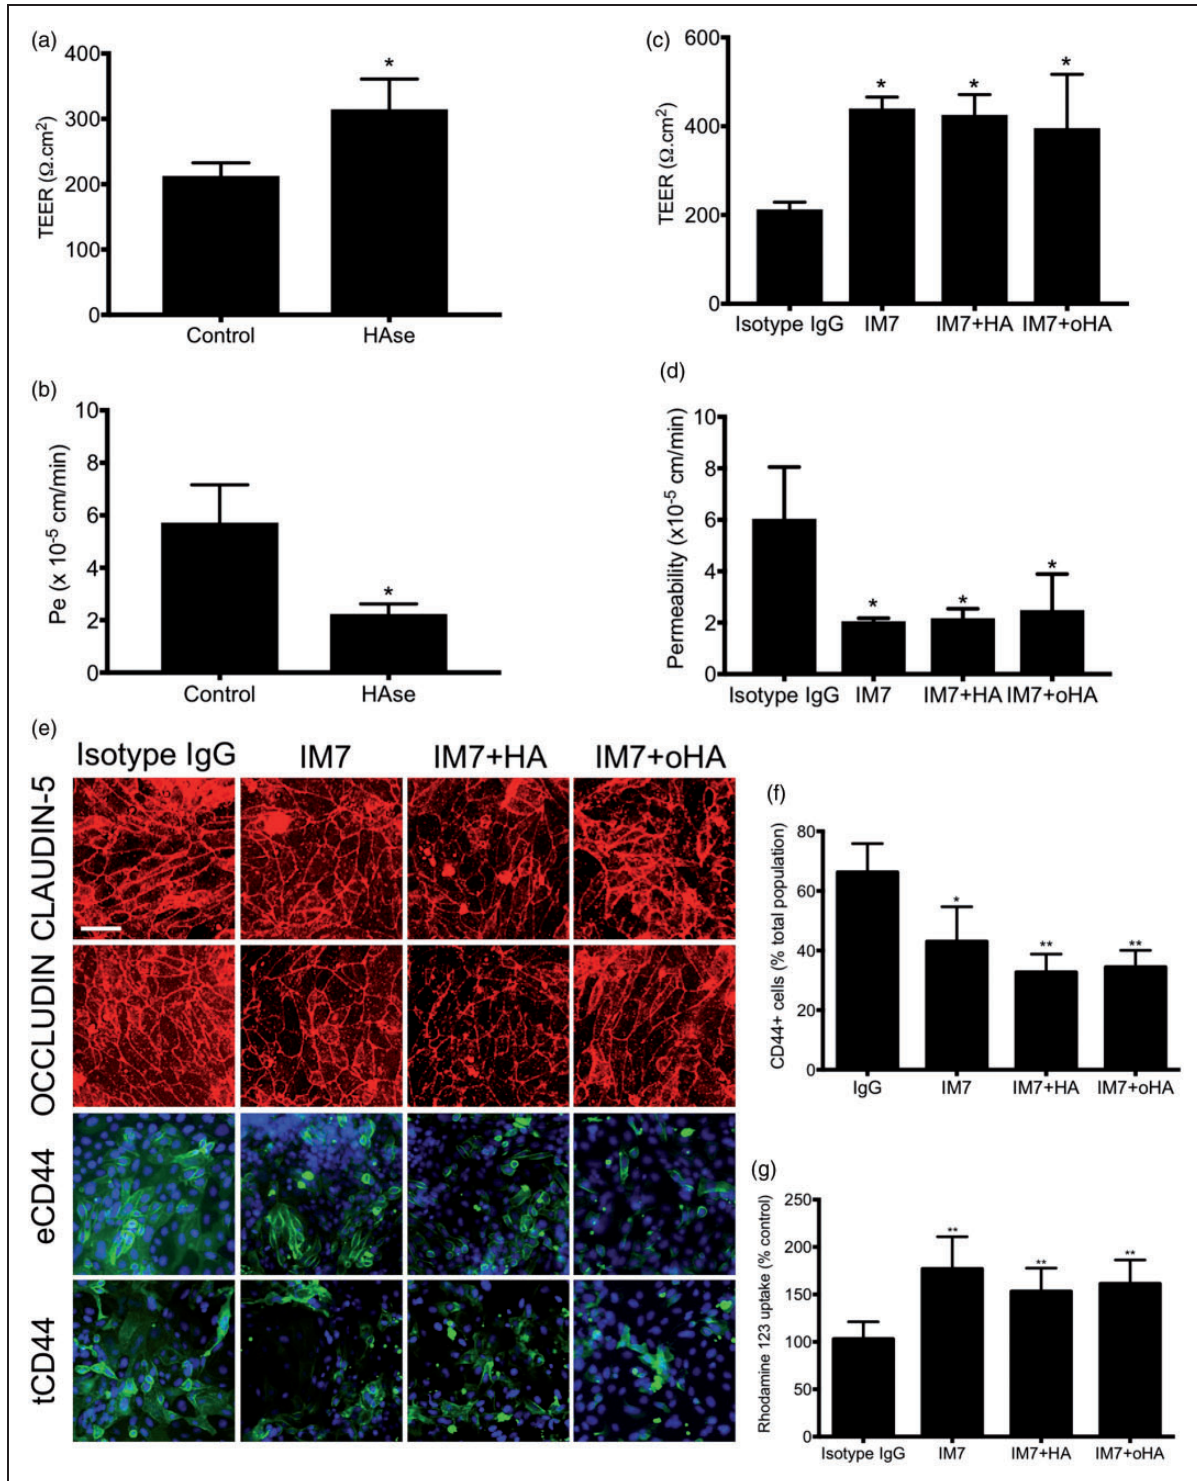 (a)
400
300
200
100
0
TEER (Ω.cm²)
*
Control
HAse
(c)
600
400
200
0
TEER (Ω.cm²)
*
*
*
Isotype IgG
IM7
IM7+HA
IM7+oHA
(b)
10
8
6
4
2
0
Pe (x 10⁻⁵ cm/min)
*
Control
HAse
(d)
10
8
6
4
2
0
Permeability (x10⁻⁵ cm/min)
*
*
*
Isotype IgG
IM7
IM7+HA
IM7+oHA
(e)
Isotype IgG
IM7
IM7+HA
IM7+oHA
CLAUDIN-5
OCCLUDIN
eCD44
tCD44
(f)
80
60
40
20
0
CD44+ cells (% total population)
*
**
**
IgG
IM7
IM7+HA
IM7+oHA
(g)
250
200
150
100
50
0
Rhodamine 123 uptake (% control)
**
**
**
Isotype IgG
IM7
IM7+HA
IM7+oHA